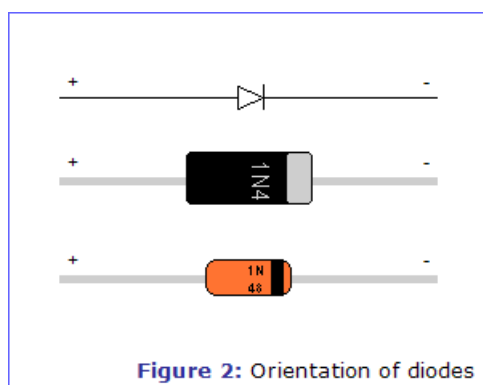 + -
+ -
1N4
+ -
1N
48
Figure 2: Orientation of diodes